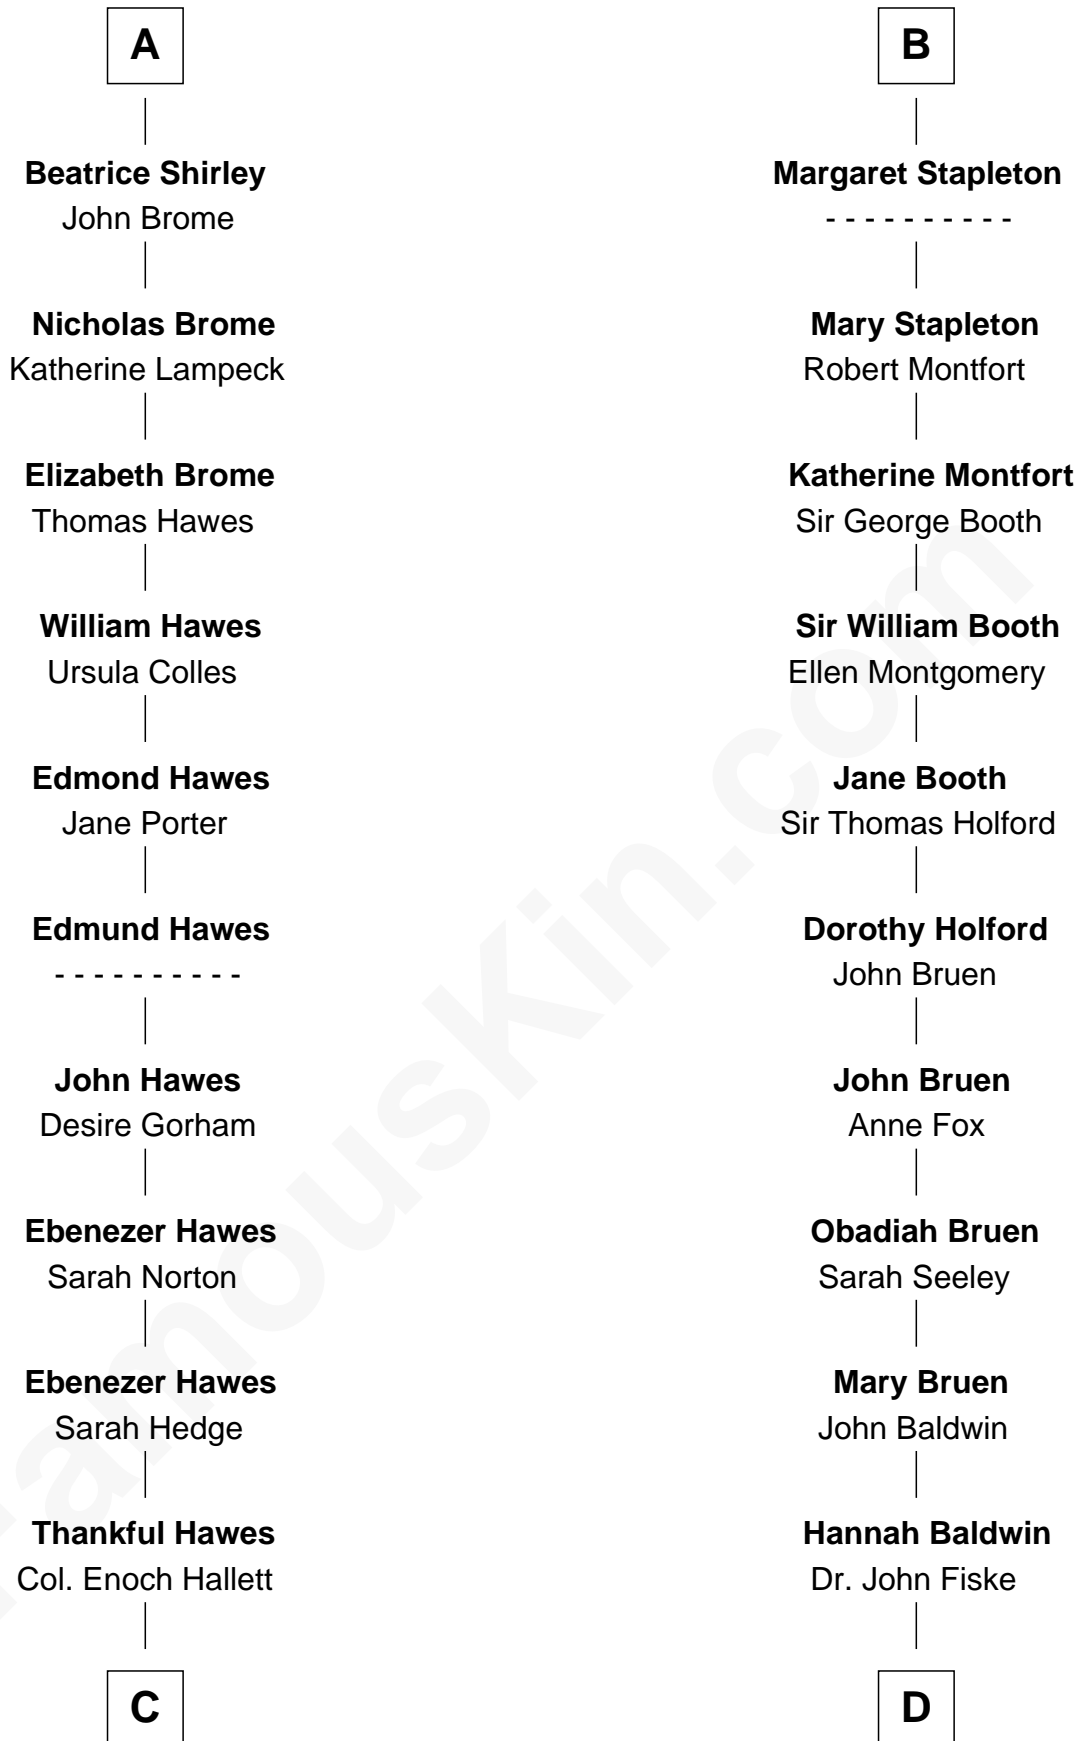 A
Beatrice Shirley
John Brome
Nicholas Brome
Katherine Lampeck
Elizabeth Brome
Thomas Hawes
William Hawes
Ursula Colles
Edmond Hawes
Jane Porter
Edmund Hawes
- - - - - - - - - -
John Hawes
Desire Gorham
Ebenezer Hawes
Sarah Norton
Ebenezer Hawes
Sarah Hedge
Thankful Hawes
Col. Enoch Hallett
C
B
Margaret Stapleton
- - - - - - - - - -
Mary Stapleton
Robert Montfort
Katherine Montfort
Sir George Booth
Sir William Booth
Ellen Montgomery
Jane Booth
Sir Thomas Holford
Dorothy Holford
John Bruen
John Bruen
Anne Fox
Obadiah Bruen
Sarah Seeley
Mary Bruen
John Baldwin
Hannah Baldwin
Dr. John Fiske
D
FamousKin.com